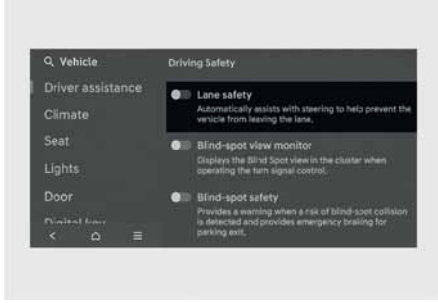 Vehicle
Driving Safety
Driver assistance
Climate
Seat
Lights
Door
Digital key
Lane safety
Automatically assists with steering to help prevent the
vehicle from leaving the lane.
Blind-spot view monitor
Displays the Blind Spot view in the cluster when
operating the turn signal control.
Blind-spot safety
Provides a warning when a risk of blind-spot collision
is detected and provides emergency braking for
parking exit.